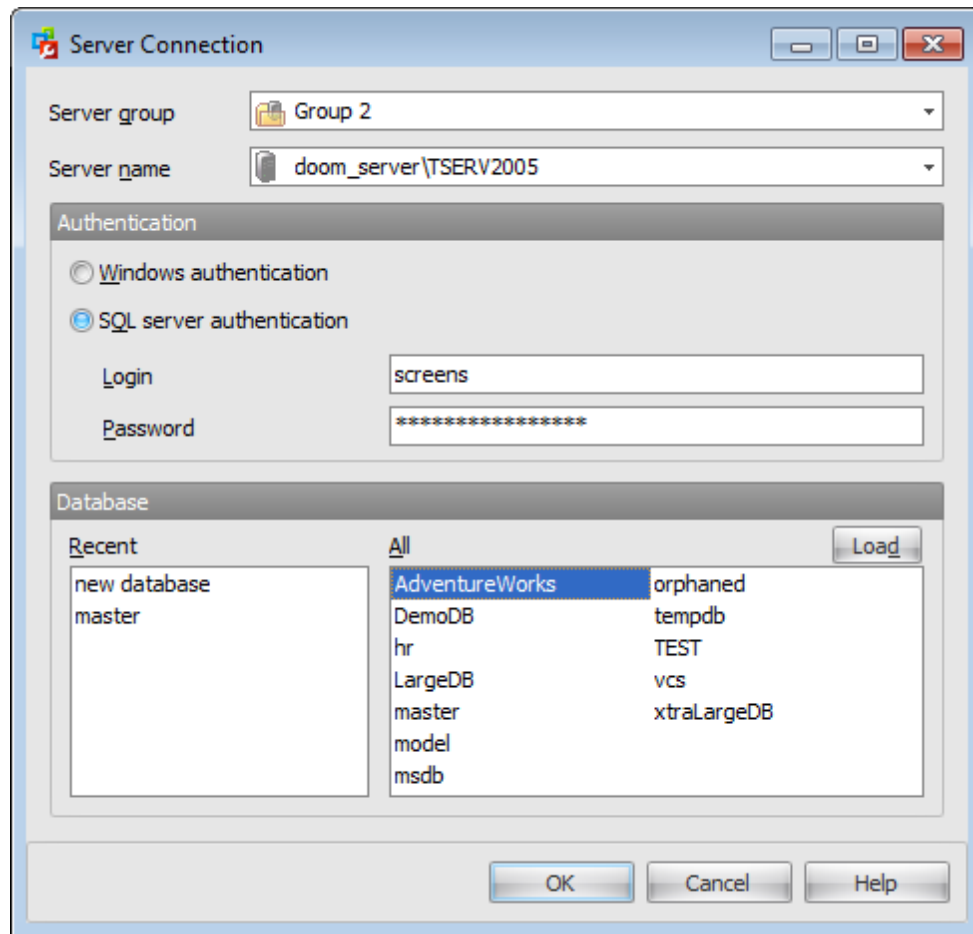 Server Connection
Server group Group 2
Server name doom_server\TSERV2005
Authentication
Windows authentication
SQL server authentication
Login screens
Password ****************
Database
Recent All Load
new database AdventureWorks orphaned
master DemoDB tempdb
hr TEST
LargeDB vcs
master xtraLargeDB
model
msdb
OK Cancel Help